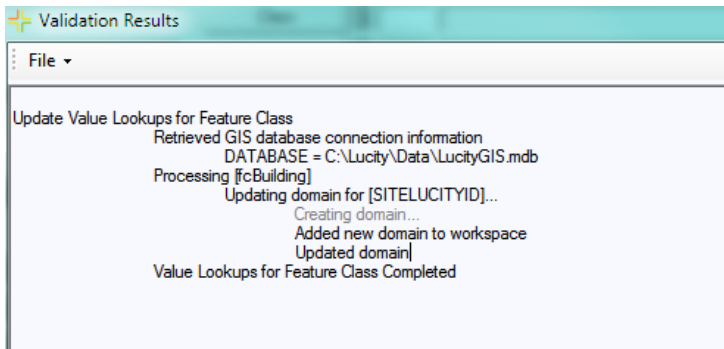 Validation Results
File
Update Value Lookups for Feature Class
Retrieved GIS database connection information
DATABASE = C:\Lucity\Data\LucityGIS.mdb
Processing [fcBuilding]
Updating domain for [SITELUCITYID]...
Creating domain...
Added new domain to workspace
Updated domain
Value Lookups for Feature Class Completed